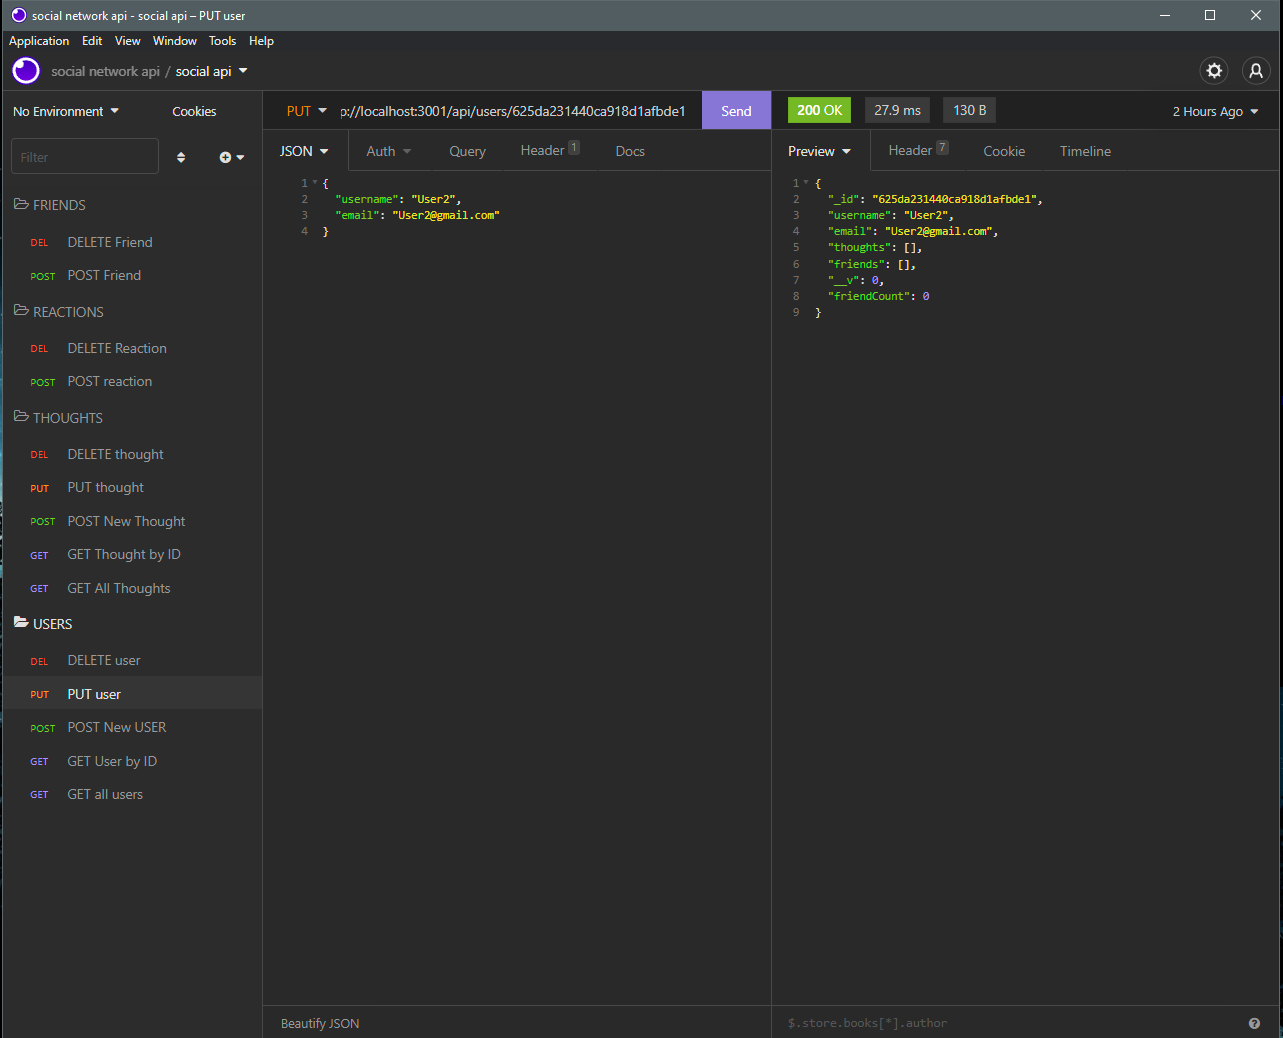 social network api - social api – PUT user
Application Edit View Window Tools Help
social network api / social api
No Environment Cookies
Filter
FRIENDS
DEL DELETE Friend
POST POST Friend
REACTIONS
DEL DELETE Reaction
POST POST reaction
THOUGHTS
DEL DELETE thought
PUT PUT thought
POST POST New Thought
GET GET Thought by ID
GET GET All Thoughts
USERS
DEL DELETE user
PUT PUT user
POST POST New USER
GET GET User by ID
GET GET all users
PUT p://localhost:3001/api/users/625da231440ca918d1afbde1 Send
JSON Auth Query Header 1 Docs
1 {
2 "username": "User2",
3 "email": "User2@gmail.com"
4 }
Beautify JSON
200 OK 27.9 ms 130 B 2 Hours Ago
Preview Header 7 Cookie Timeline
1 {
2 "_id": "625da231440ca918d1afbde1",
3 "username": "User2",
4 "email": "User2@gmail.com",
5 "thoughts": [],
6 "friends": [],
7 "__v": 0,
8 "friendCount": 0
9 }
$.store.books[*].author